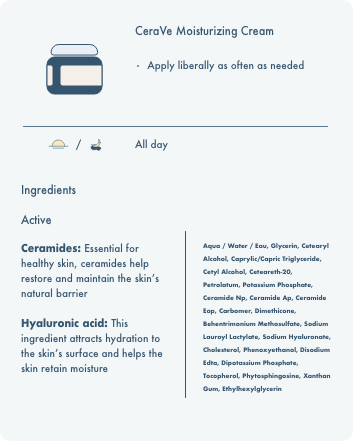 CeraVe Moisturizing Cream
· Apply liberally as often as needed
/ All day
Ingredients
Active
Ceramides: Essential for
healthy skin, ceramides help
restore and maintain the skin's
natural barrier
Hyaluronic acid: This
ingredient attracts hydration to
the skin's surface and helps the
skin retain moisture
Aqua / Water / Eau, Glycerin, Cetearyl
Alcohol, Caprylic/Capric Triglyceride,
Cetyl Alcohol, Ceteareth-20,
Petrolatum, Potassium Phosphate,
Ceramide Np, Ceramide Ap, Ceramide
Eop, Carbomer, Dimethicone,
Behentrimonium Methosulfate, Sodium
Lauroyl Lactylate, Sodium Hyaluronate,
Cholesterol, Phenoxyethanol, Disodium
Edta, Dipotassium Phosphate,
Tocopherol, Phytosphingosine, Xanthan
Gum, Ethylhexylglycerin